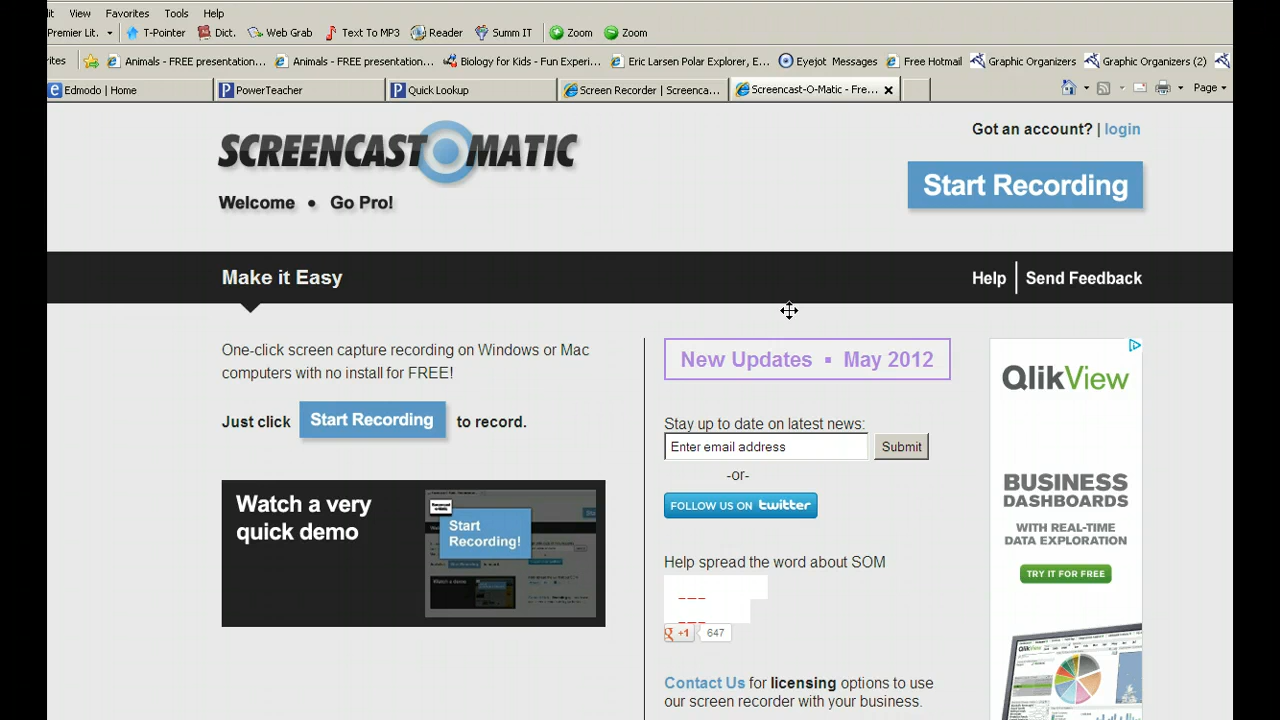 it View Favorites Tools Help
Premier Lit. T-Pointer Dict. Web Grab Text To MP3 Reader Summ IT Zoom Zoom
ites Animals - FREE presentation... Animals - FREE presentation... Biology for Kids - Fun Experi... Eric Larsen Polar Explorer, E... Eyejot Messages Free Hotmail Graphic Organizers Graphic Organizers (2)
Edmodo | Home PowerTeacher Quick Lookup Screen Recorder | Screenca... Screencast-O-Matic - Fre... Page
Got an account? | login
SCREENCAST O MATIC
Start Recording
Welcome • Go Pro!
Make it Easy
Help | Send Feedback
One-click screen capture recording on Windows or Mac
computers with no install for FREE!
Just click Start Recording to record.
Watch a very
quick demo
Start
Recording!
New Updates ▪ May 2012
Stay up to date on latest news:
Enter email address Submit
-or-
FOLLOW US ON twitter
Help spread the word about SOM
g +1 647
Contact Us for licensing options to use
our screen recorder with your business.
QlikView
BUSINESS
DASHBOARDS
WITH REAL-TIME
DATA EXPLORATION
TRY IT FOR FREE